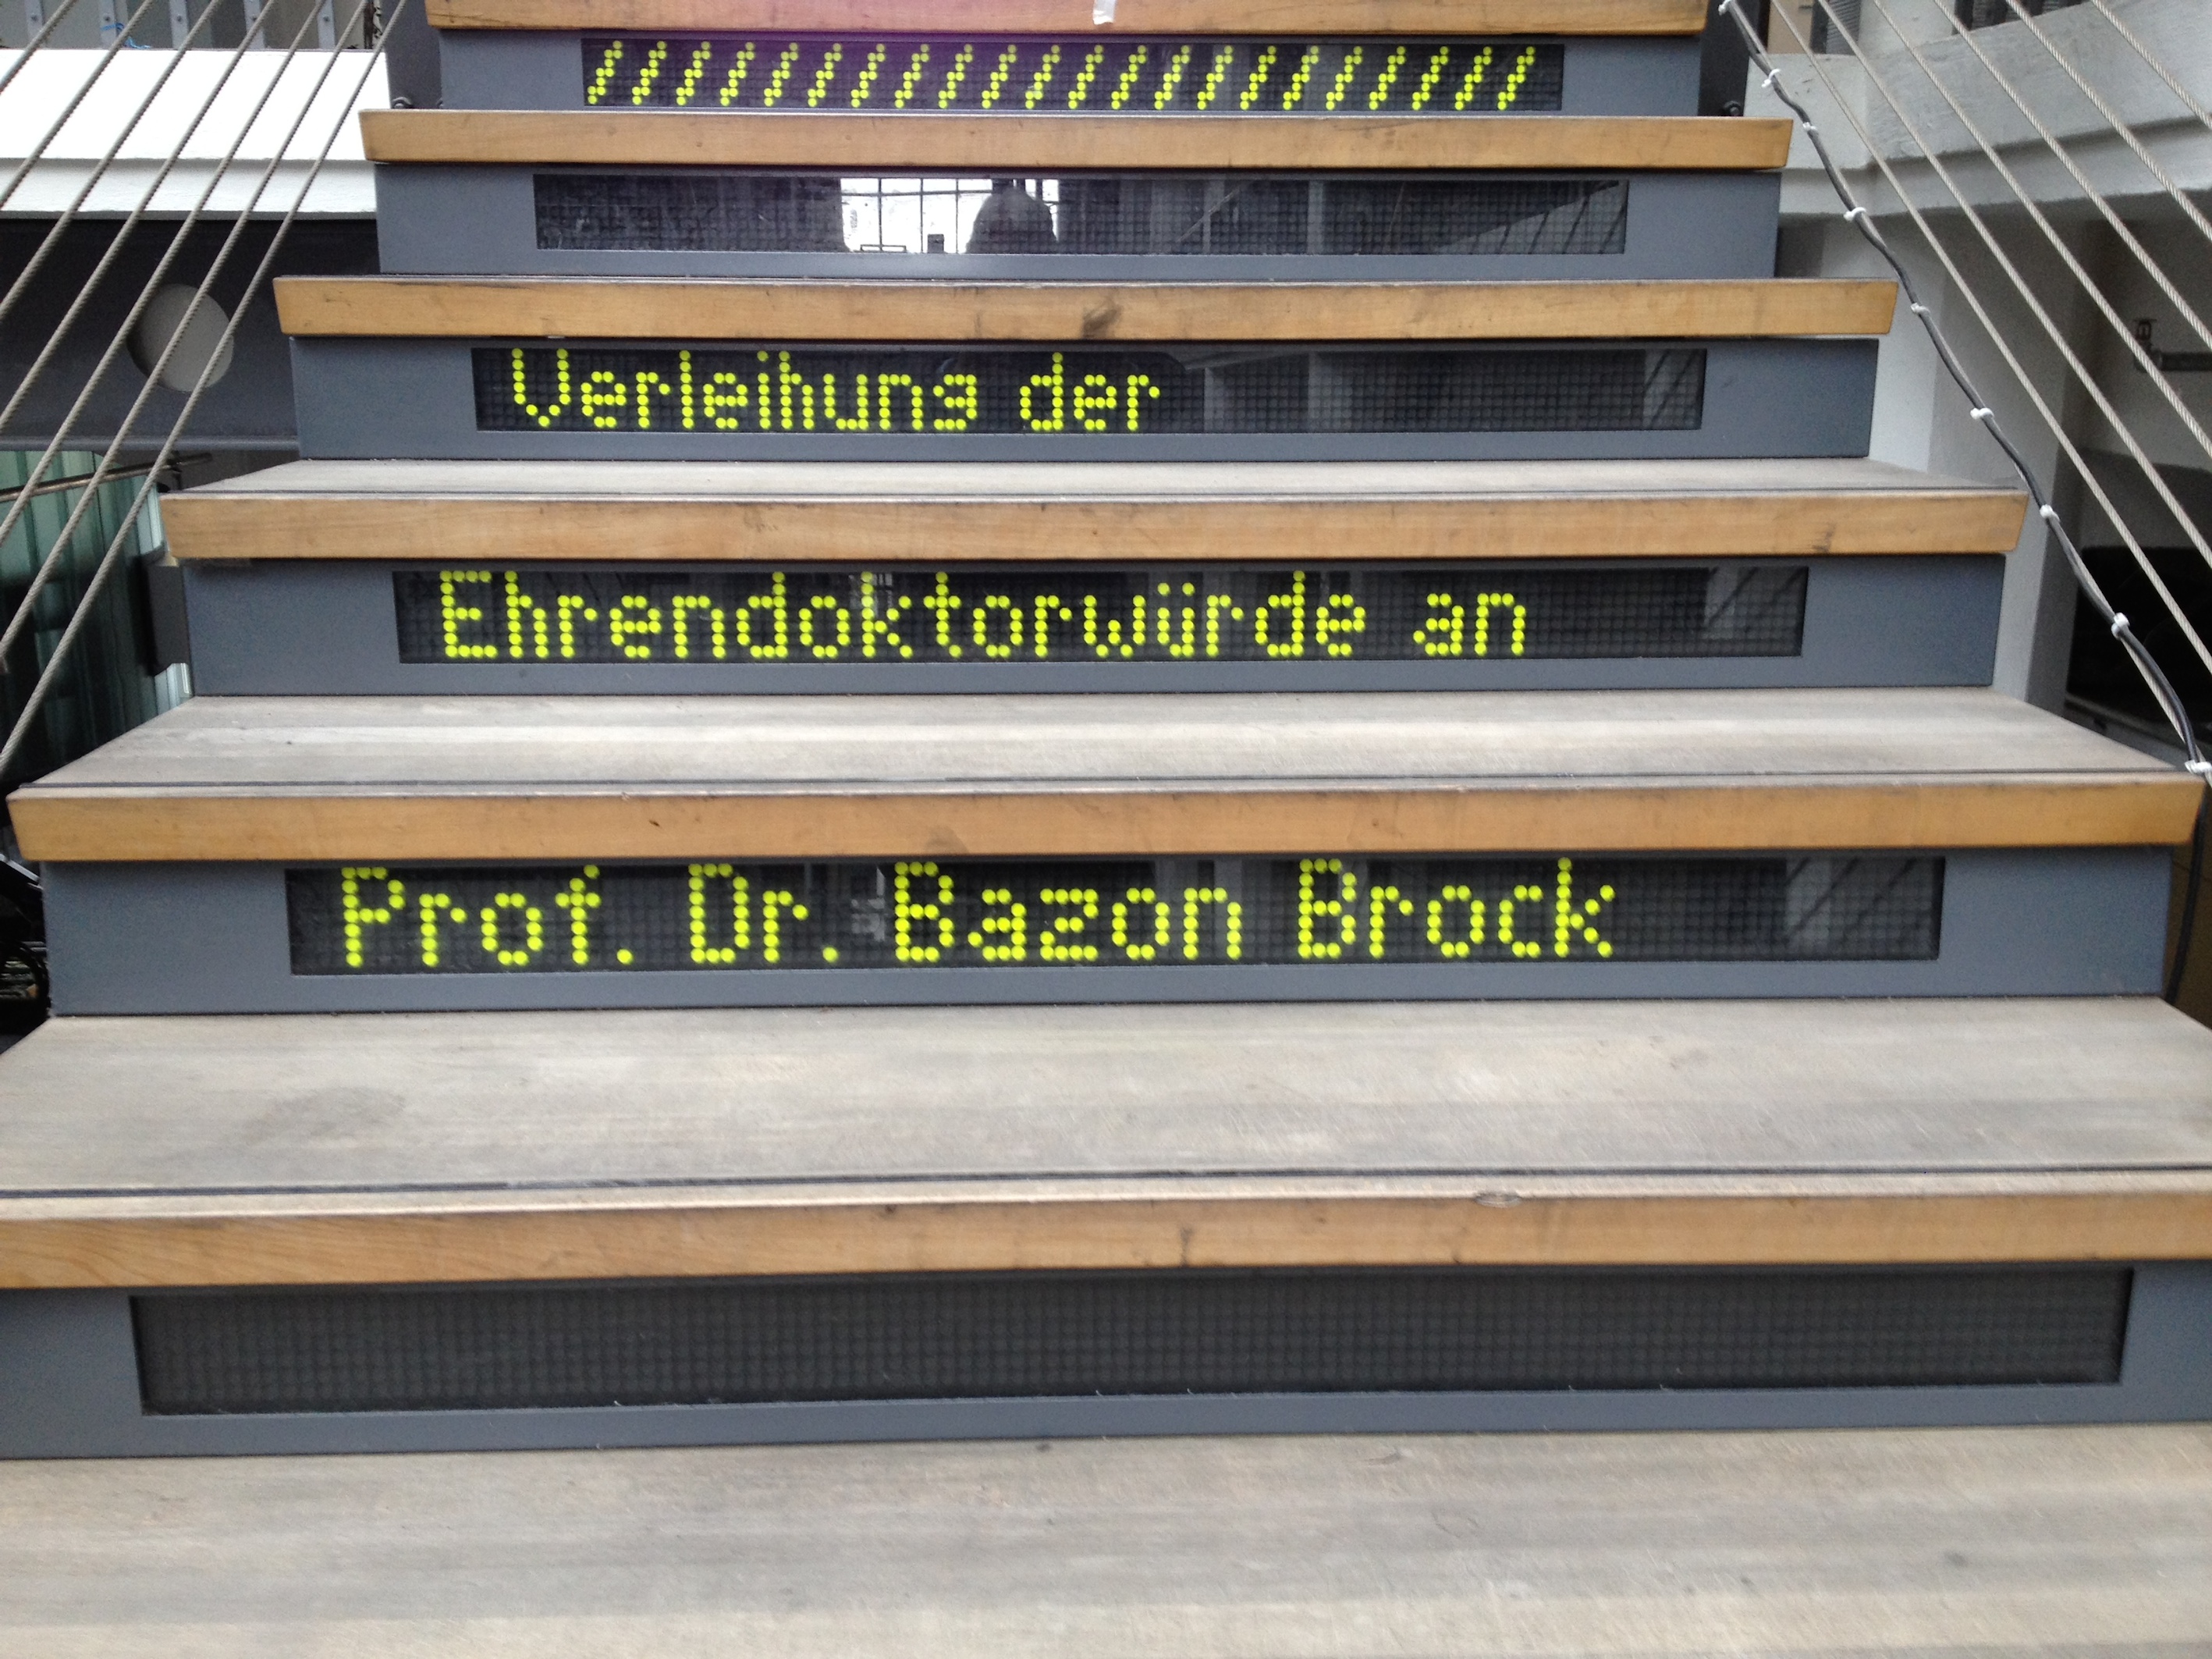 //////////////////////
Verleihung der
Ehrendoktorwürde an
Prof. Dr. Bazon Brock